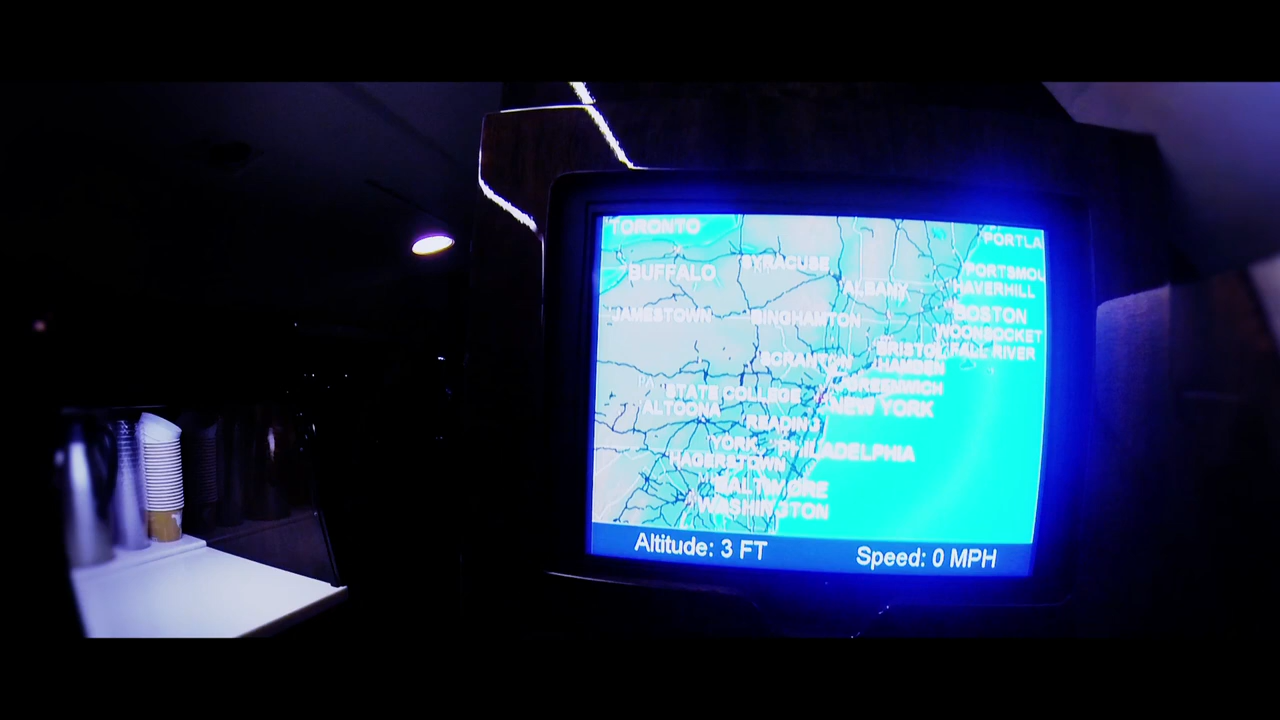 TORONTO
PORTLA
BUFFALO
SYRACUSE
PORTSMOU
ALBANY
HAVERHILL
JAMESTOWN
BINGHAMTON
BOSTON
WOONSOCKET
SCRANTON
BRISTOL
FALL RIVER
HAMDEN
PA
STATE COLLEGE
GREENWICH
ALTOONA
NEW YORK
READING
YORK
PHILADELPHIA
HAGERSTOWN
BALTIMORE
WASHINGTON
Altitude: 3 FT
Speed: 0 MPH